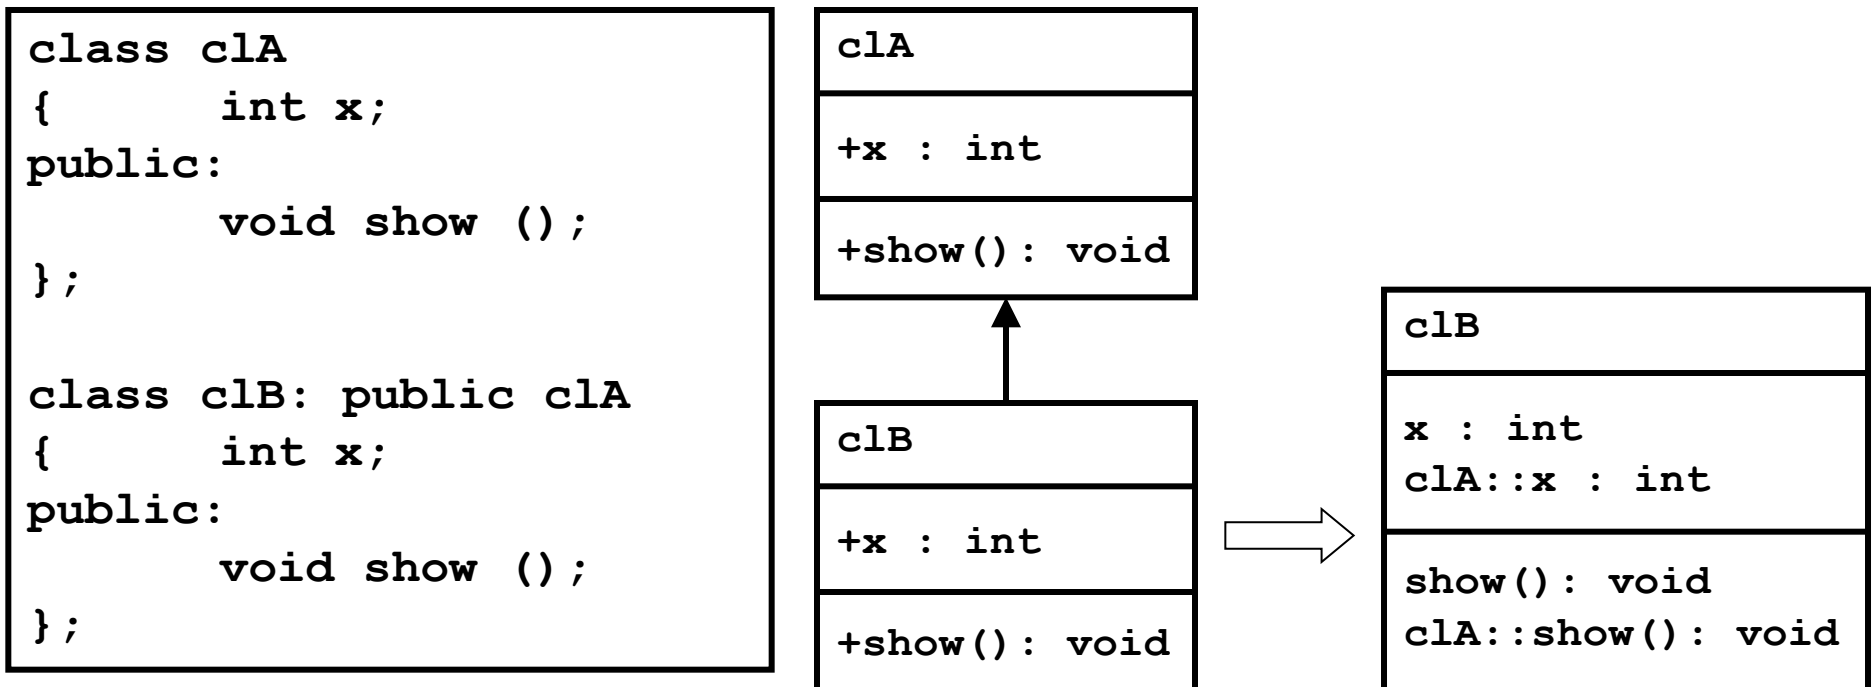 class clA
{ int x;
public:
void show ();
};
class clB: public clA
{ int x;
public:
void show ();
};
clA
+x : int
+show(): void
clB
+x : int
+show(): void
clB
x : int
clA::x : int
show(): void
clA::show(): void